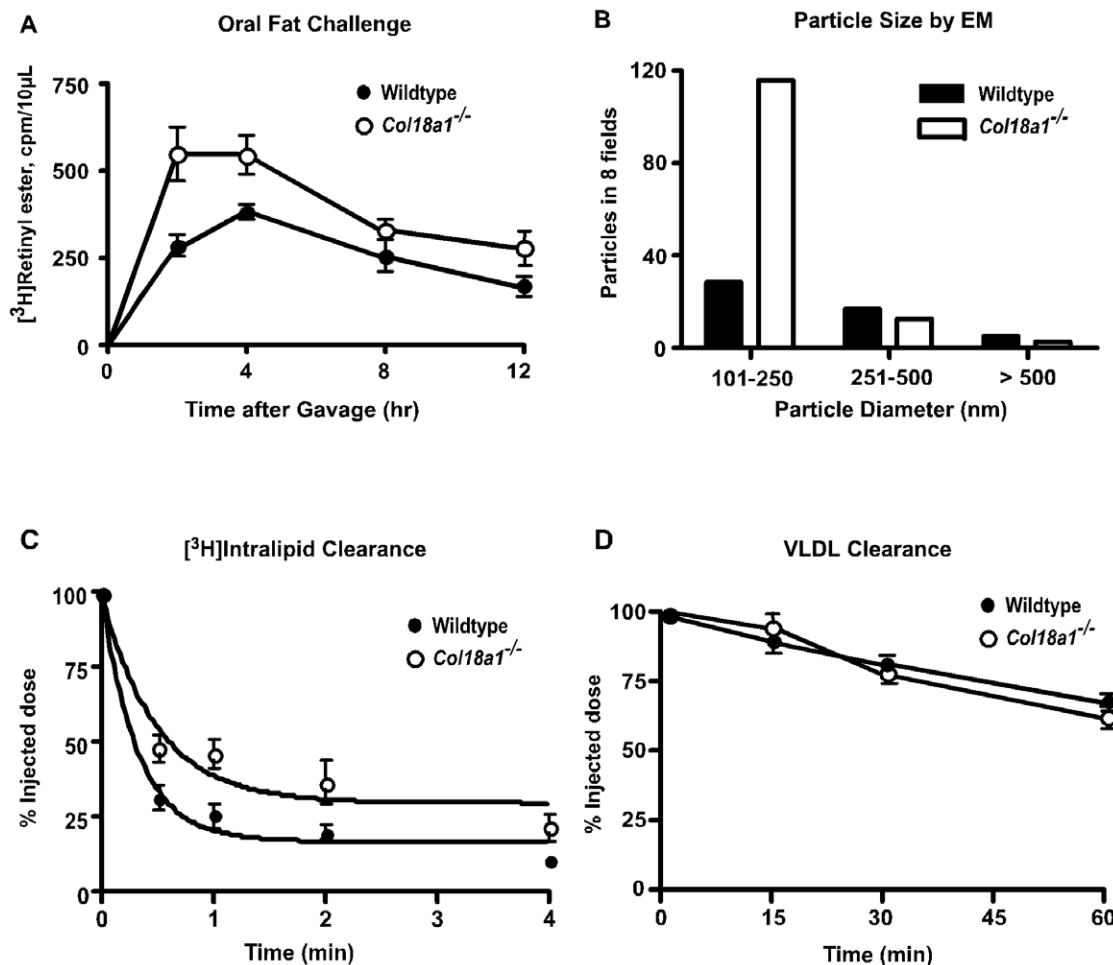 A
Oral Fat Challenge
750
500
250
0
[³H]Retinyl ester, cpm/10µL
Wildtype
Col18a1⁻/⁻
0 4 8 12
Time after Gavage (hr)
B
Particle Size by EM
120
80
40
0
Particles in 8 fields
Wildtype
Col18a1⁻/⁻
101-250 251-500 > 500
Particle Diameter (nm)
C
[³H]Intralipid Clearance
100
75
50
25
0
% Injected dose
Wildtype
Col18a1⁻/⁻
0 1 2 3 4
Time (min)
D
VLDL Clearance
100
75
50
25
0
% Injected dose
Wildtype
Col18a1⁻/⁻
0 15 30 45 60
Time (min)